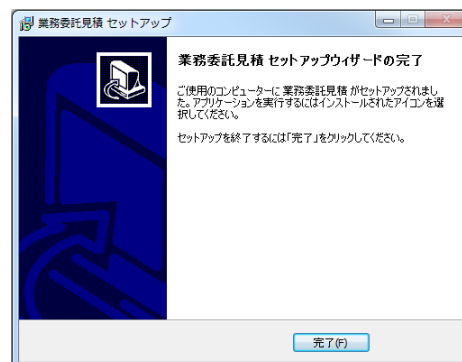 業務委託見積 セットアップ
業務委託見積 セットアップウィザードの完了
ご使用のコンピューターに 業務委託見積 がセットアップされまし
た。アプリケーションを実行するにはインストールされたアイコンを選
択してください。
セットアップを終了するには「完了」をクリックしてください。
完了(F)